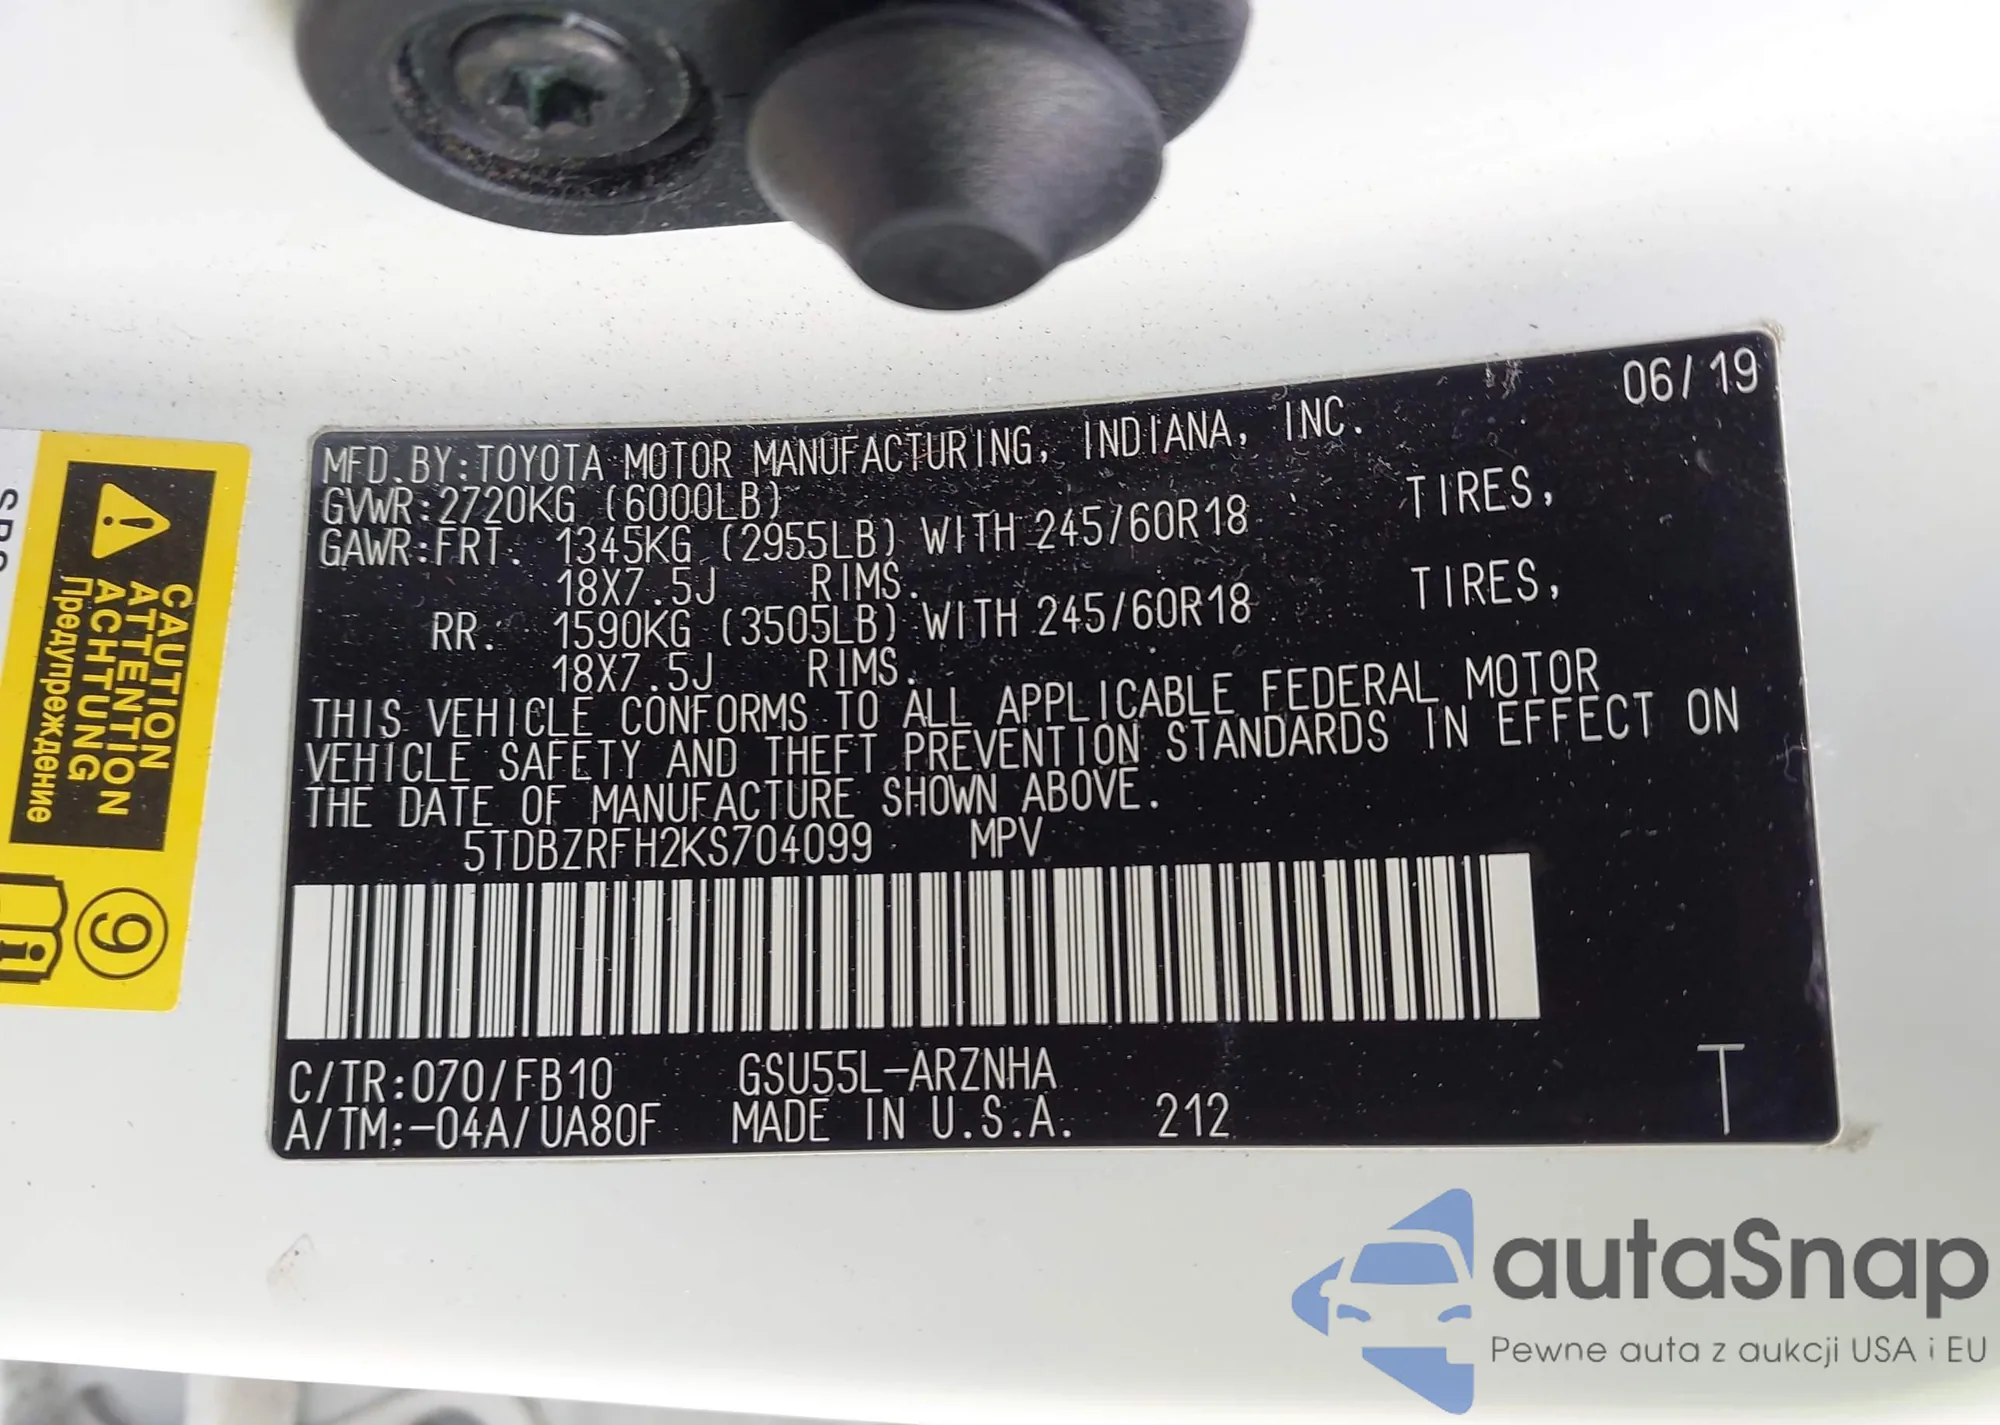 06/19
MFD.BY:TOYOTA MOTOR MANUFACTURING, INDIANA, INC.
GVWR:2720KG (6000LB)
GAWR:FRT. 1345KG (2955LB) WITH 245/60R18 TIRES,
18X7.5J RIMS.
RR. 1590KG (3505LB) WITH 245/60R18 TIRES,
18X7.5J RIMS.
THIS VEHICLE CONFORMS TO ALL APPLICABLE FEDERAL MOTOR
VEHICLE SAFETY AND THEFT PREVENTION STANDARDS IN EFFECT ON
THE DATE OF MANUFACTURE SHOWN ABOVE.
5TDBZRFH2KS704099 MPV
C/TR:070/FB10 GSU55L-ARZNHA
A/TM:-04A/UA80F MADE IN U.S.A. 212 T
CAUTION
ATTENTION
ACHTUNG
Предупреждение
9
autaSnap
Pewne auta z aukcji USA i EU